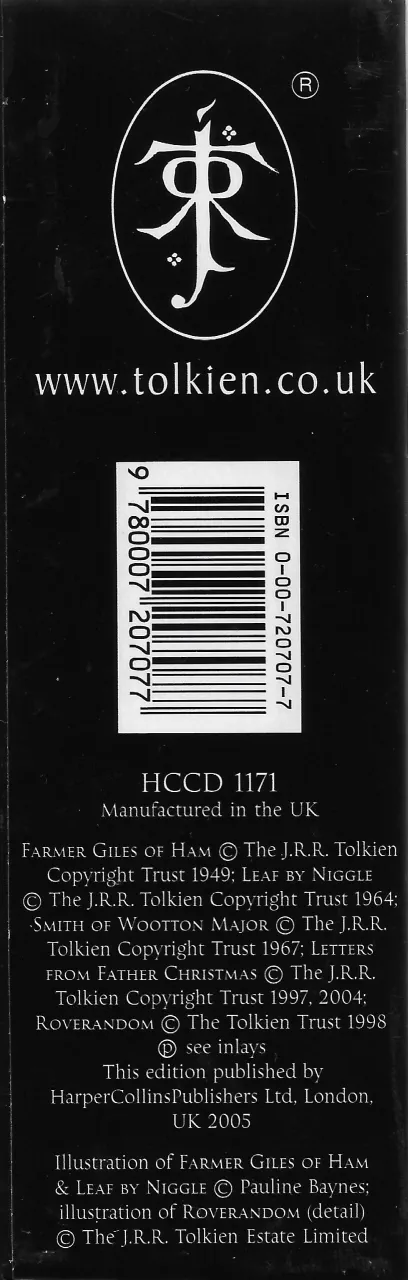 ®
www.tolkien.co.uk
ISBN 0-00-720707-7
9 780007 207077
HCCD 1171
Manufactured in the UK
FARMER GILES OF HAM © The J.R.R. Tolkien
Copyright Trust 1949; LEAF BY NIGGLE
© The J.R.R. Tolkien Copyright Trust 1964;
SMITH OF WOOTTON MAJOR © The J.R.R.
Tolkien Copyright Trust 1967; LETTERS
FROM FATHER CHRISTMAS © The J.R.R.
Tolkien Copyright Trust 1997, 2004;
ROVERANDOM © The Tolkien Trust 1998
℗ see inlays
This edition published by
HarperCollinsPublishers Ltd, London,
UK 2005
Illustration of FARMER GILES OF HAM
& LEAF BY NIGGLE © Pauline Baynes;
illustration of ROVERANDOM (detail)
© The J.R.R. Tolkien Estate Limited